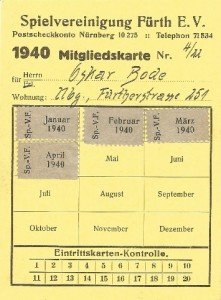 Spielvereinigung Fürth E.V.
Postscheckkonto Nürnberg 10 275 :: Telephon 71 534
1940 Mitgliedskarte Nr. 4/22
für Herrn Oskar Bode
Wohnung: Nbg., Fürtherstrasse 251
Sp.-V.F. Januar 1940 Sp.-V.F. Februar 1940 Sp.-V.F. März 1940
Sp.-V.F. April 1940 Mai Juni
Juli August September
Oktober November Dezember
Eintrittskarten-Kontrolle.
1 2 3 4 5 6 7 8 9 10
11 12 13 14 15 16 17 18 19 20